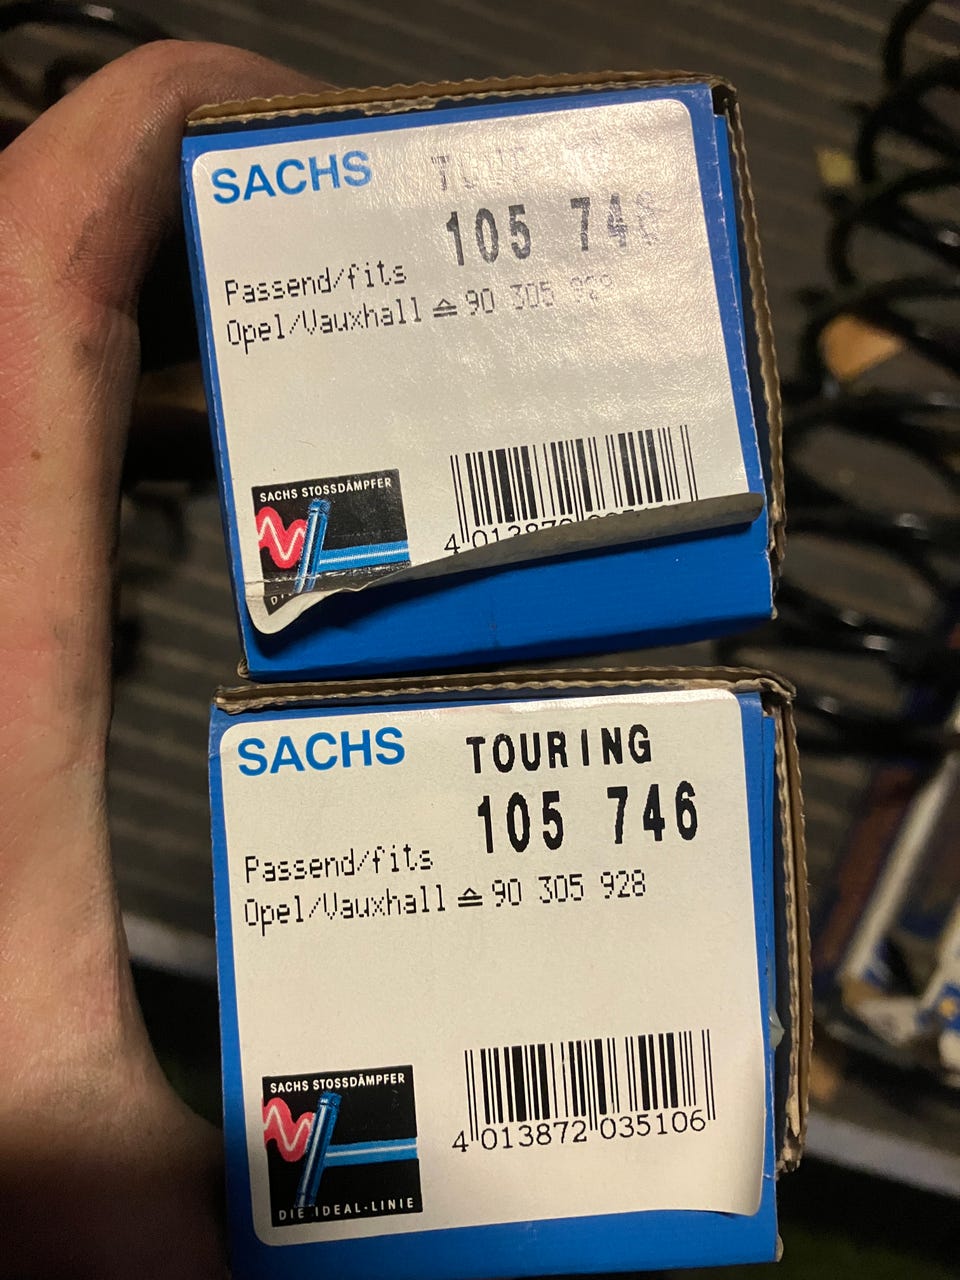 SACHS
105
Passend/fits
Opel/Vauxhall ≙ 90 305
SACHS STOSSDÄMPFER
SACHS TOURING
105 746
Passend/fits
Opel/Vauxhall ≙ 90 305 928
SACHS STOSSDÄMPFER
DIE IDEAL-LINIE
4 013872 035106